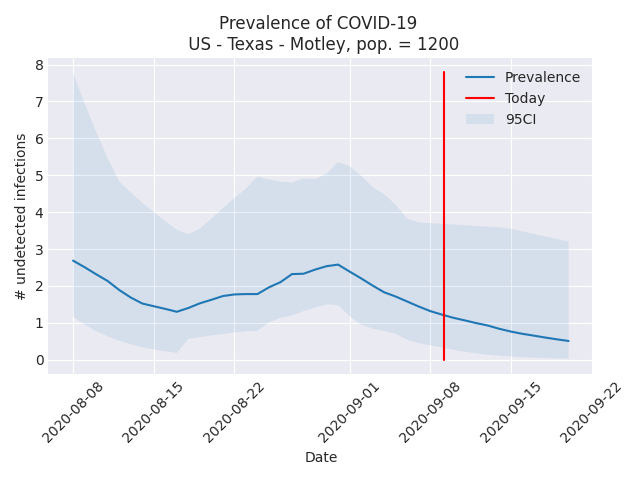 Prevalence of COVID-19
US - Texas - Motley, pop. = 1200
# undetected infections
8
7
6
5
4
3
2
1
0
Prevalence
Today
95CI
2020-08-08
2020-08-15
2020-08-22
2020-09-01
2020-09-08
2020-09-15
2020-09-22
Date